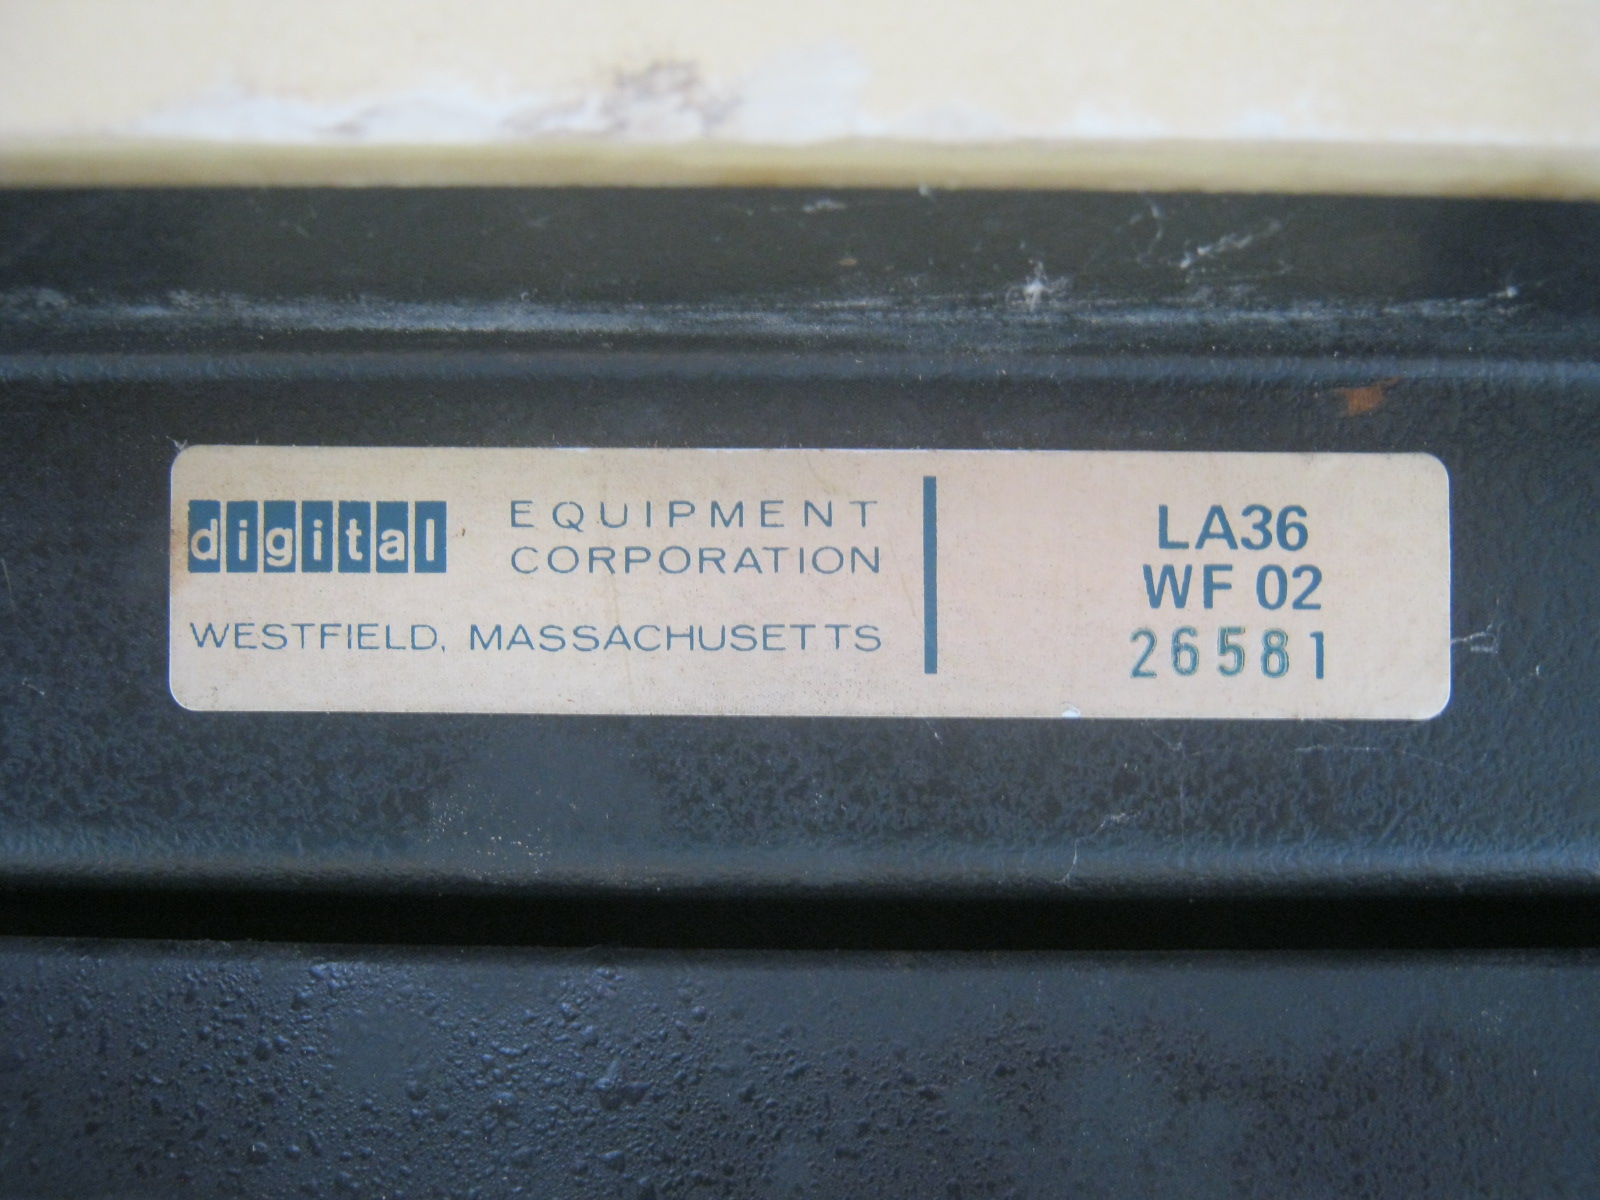 digital EQUIPMENT
CORPORATION
WESTFIELD, MASSACHUSETTS
LA36
WF 02
26581